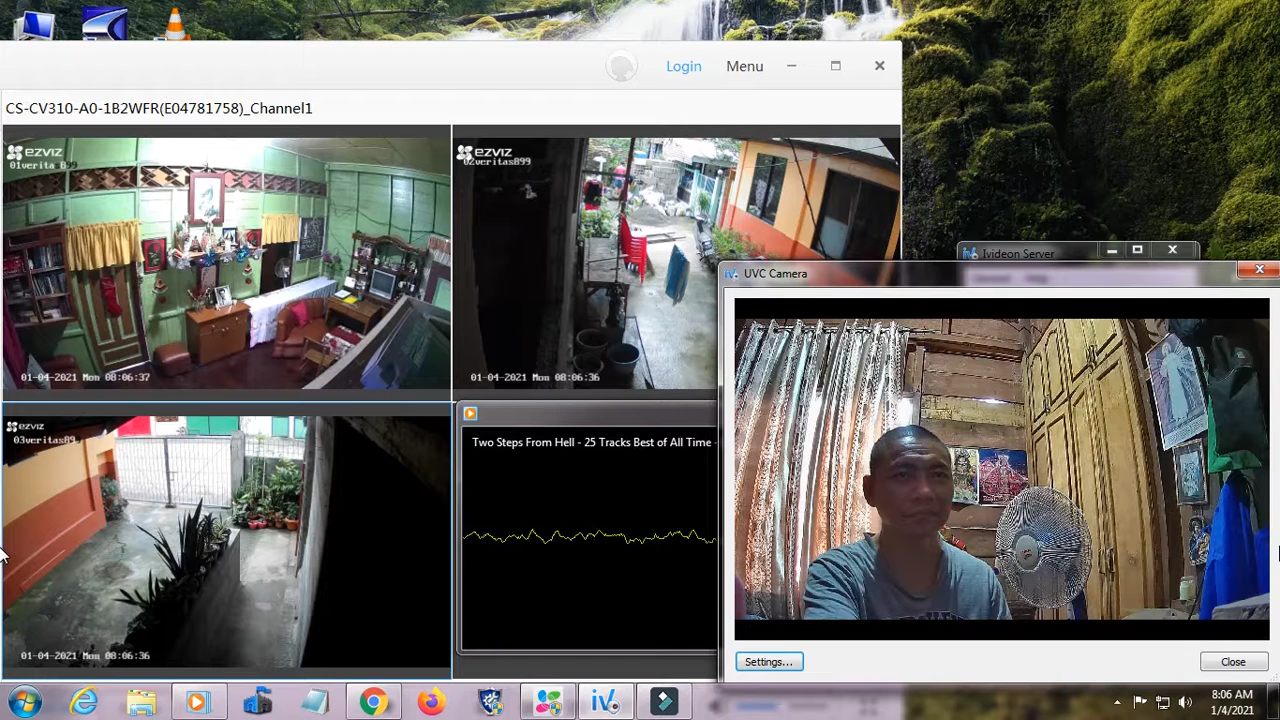 Login Menu
CS-CV310-A0-1B2WFR(E04781758)_Channel1
ezviz
01verita 899
01-04-2021 Mon 08:06:37
ezviz
02veritas899
01-04-2021 Mon 08:06:36
Ivideon Server
UVC Camera
ezviz
03veritas89
01-04-2021 Mon 08:06:36
Two Steps From Hell - 25 Tracks Best of All Time -
Settings...
Close
8:06 AM
1/4/2021